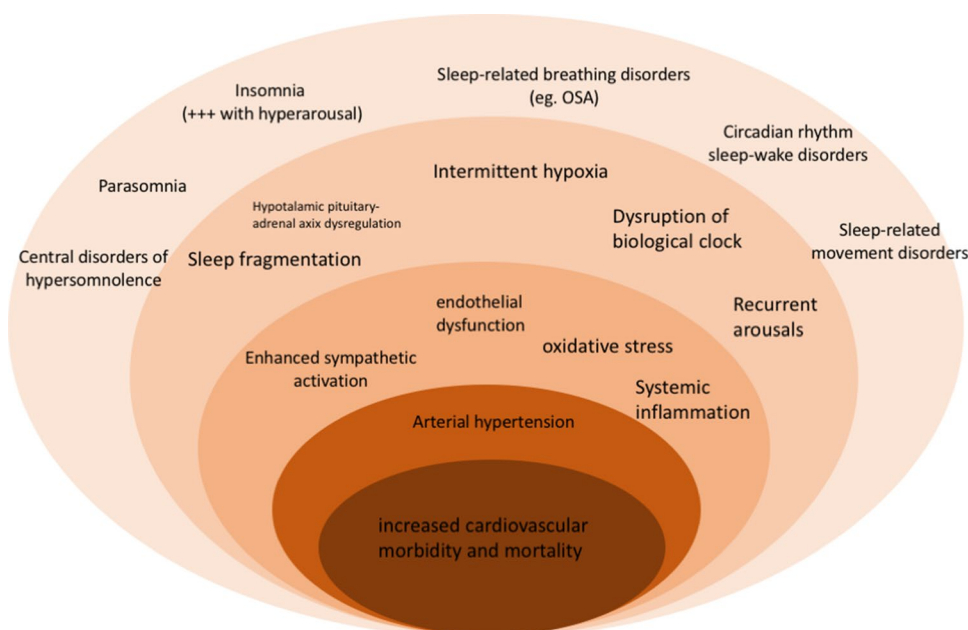 Insomnia
(+++ with hyperarousal)
Sleep-related breathing disorders
(eg. OSA)
Circadian rhythm
sleep-wake disorders
Parasomnia
Central disorders of
hypersomnolence
Sleep-related
movement disorders
Intermittent hypoxia
Hypotalamic pituitary-
adrenal axix dysregulation
Sleep fragmentation
Dysruption of
biological clock
Recurrent
arousals
endothelial
dysfunction
oxidative stress
Enhanced sympathetic
activation
Systemic
inflammation
Arterial hypertension
increased cardiovascular
morbidity and mortality